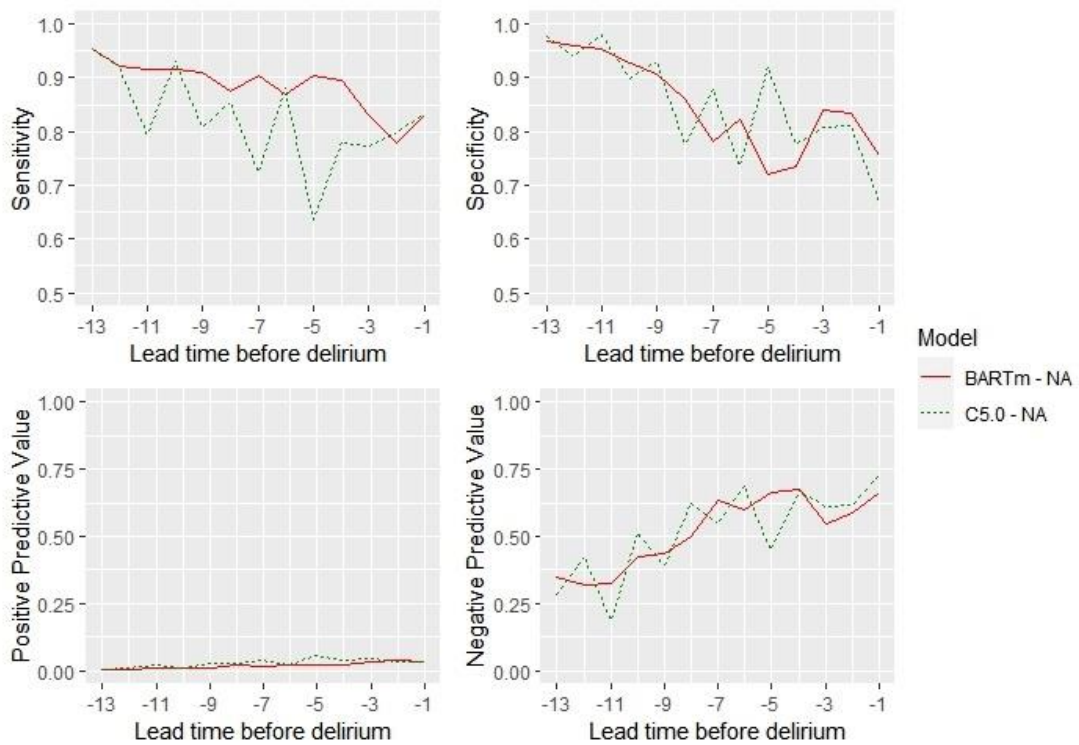 Sensitivity
1.0
0.9
0.8
0.7
0.6
0.5
-13 -11 -9 -7 -5 -3 -1
Lead time before delirium
Specificity
1.0
0.9
0.8
0.7
0.6
0.5
-13 -11 -9 -7 -5 -3 -1
Lead time before delirium
Positive Predictive Value
1.00
0.75
0.50
0.25
0.00
-13 -11 -9 -7 -5 -3 -1
Lead time before delirium
Negative Predictive Value
1.00
0.75
0.50
0.25
0.00
-13 -11 -9 -7 -5 -3 -1
Lead time before delirium
Model
BARTm - NA
C5.0 - NA